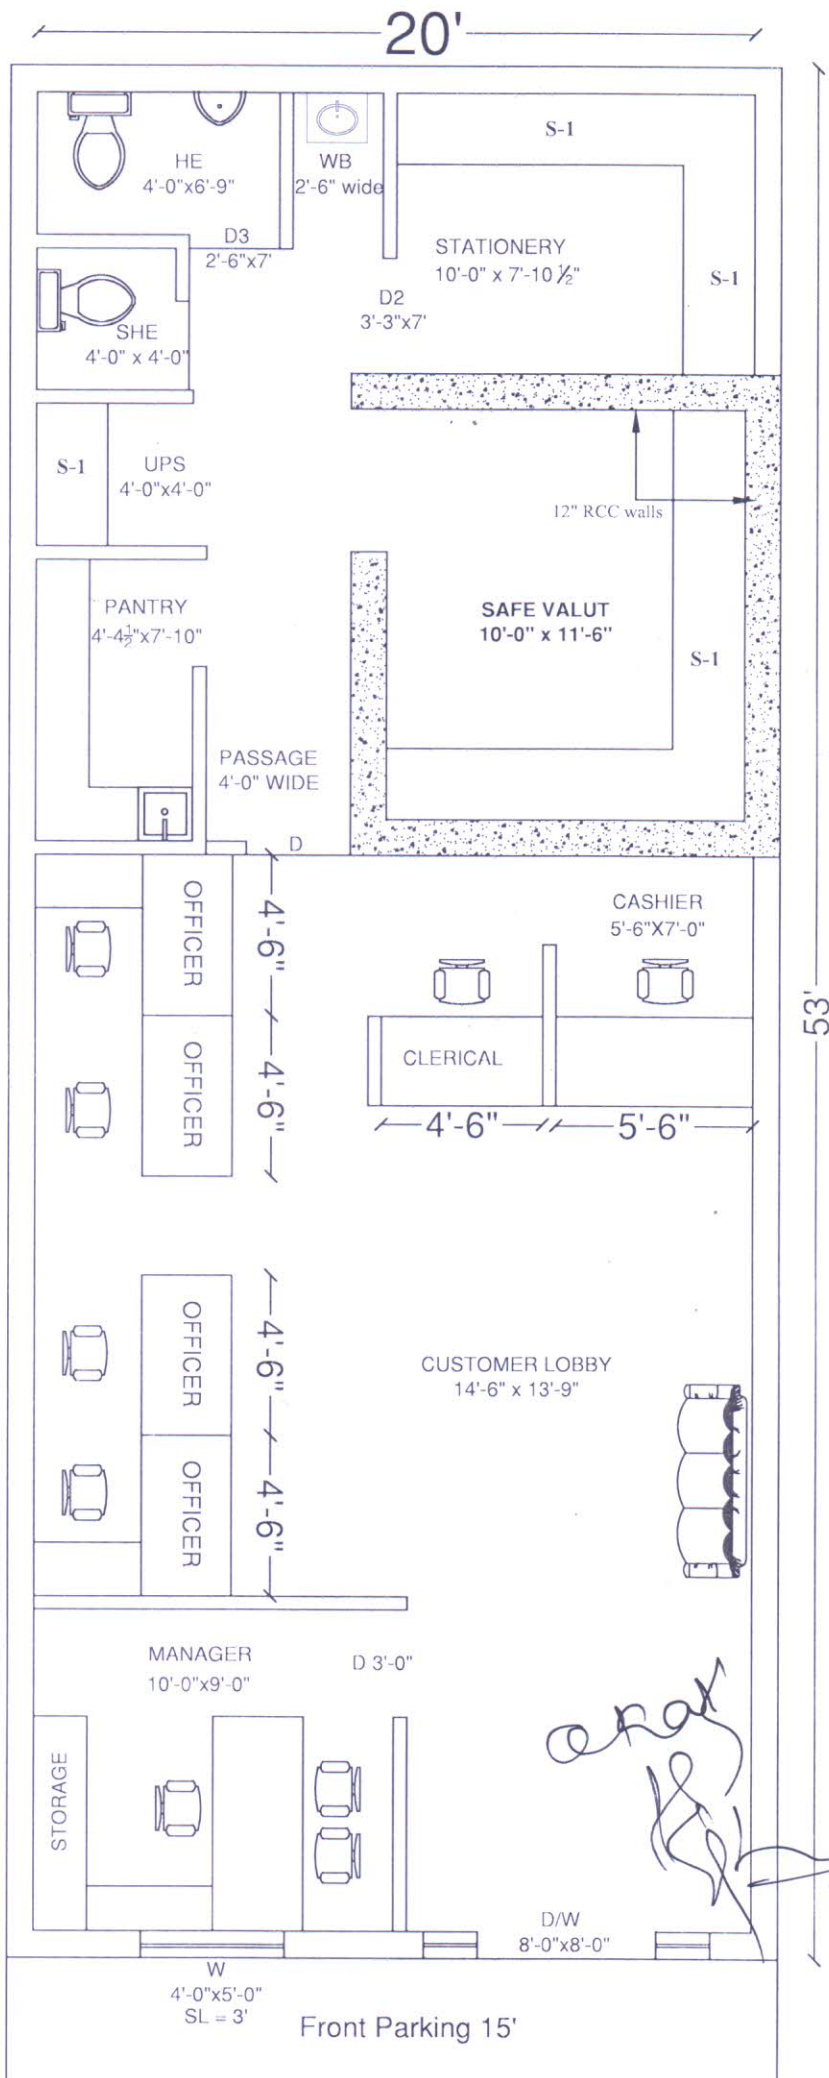 20'
HE
4'-0"x6'-9"
WB
2'-6" wide
S-1
D3
2'-6"x7'
STATIONERY
10'-0" x 7'-10 ½"
S-1
D2
3'-3"x7'
SHE
4'-0" x 4'-0"
S-1
UPS
4'-0"x4'-0"
12" RCC walls
PANTRY
4'-4½"x7'-10"
SAFE VALUT
10'-0" x 11'-6"
S-1
PASSAGE
4'-0" WIDE
D
OFFICER
4'-6"
CASHIER
5'-6"X7'-0"
53'
OFFICER
4'-6"
CLERICAL
4'-6"
5'-6"
OFFICER
4'-6"
CUSTOMER LOBBY
14'-6" x 13'-9"
OFFICER
4'-6"
MANAGER
10'-0"x9'-0"
D 3'-0"
STORAGE
D/W
8'-0"x8'-0"
W
4'-0"x5'-0"
SL = 3'
Front Parking 15'